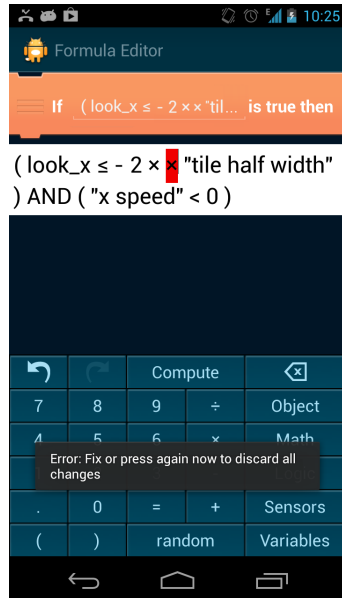 10:25
Formula Editor
If ( look_x ≤ - 2 × × "til... is true then
( look_x ≤ - 2 × × "tile half width"
) AND ( "x speed" < 0 )
Compute
7 8 9 ÷ Object
4 5 6 × Math
Error: Fix or press again now to discard all
changes
. 0 = + Sensors
( ) random Variables